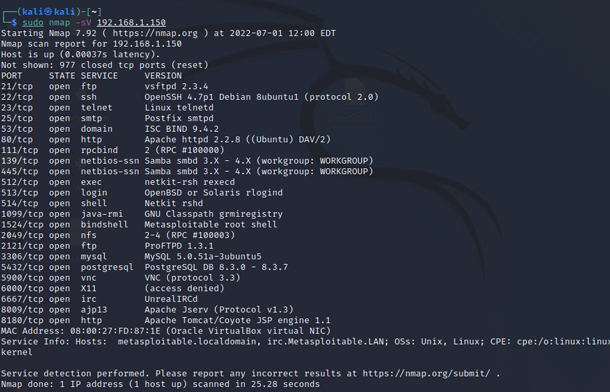 ┌──(kali㉿kali)-[~]
└─$ sudo nmap -sV 192.168.1.150
Starting Nmap 7.92 ( https://nmap.org ) at 2022-07-01 12:00 EDT
Nmap scan report for 192.168.1.150
Host is up (0.00037s latency).
Not shown: 977 closed tcp ports (reset)
PORT     STATE SERVICE     VERSION
21/tcp   open  ftp         vsftpd 2.3.4
22/tcp   open  ssh         OpenSSH 4.7p1 Debian 8ubuntu1 (protocol 2.0)
23/tcp   open  telnet      Linux telnetd
25/tcp   open  smtp        Postfix smtpd
53/tcp   open  domain      ISC BIND 9.4.2
80/tcp   open  http        Apache httpd 2.2.8 ((Ubuntu) DAV/2)
111/tcp  open  rpcbind     2 (RPC #100000)
139/tcp  open  netbios-ssn Samba smbd 3.X - 4.X (workgroup: WORKGROUP)
445/tcp  open  netbios-ssn Samba smbd 3.X - 4.X (workgroup: WORKGROUP)
512/tcp  open  exec        netkit-rsh rexecd
513/tcp  open  login       OpenBSD or Solaris rlogind
514/tcp  open  shell       Netkit rshd
1099/tcp open  java-rmi    GNU Classpath grmiregistry
1524/tcp open  bindshell   Metasploitable root shell
2049/tcp open  nfs         2-4 (RPC #100003)
2121/tcp open  ftp         ProFTPD 1.3.1
3306/tcp open  mysql       MySQL 5.0.51a-3ubuntu5
5432/tcp open  postgresql  PostgreSQL DB 8.3.0 - 8.3.7
5900/tcp open  vnc         VNC (protocol 3.3)
6000/tcp open  X11         (access denied)
6667/tcp open  irc         UnrealIRCd
8009/tcp open  ajp13       Apache Jserv (Protocol v1.3)
8180/tcp open  http        Apache Tomcat/Coyote JSP engine 1.1
MAC Address: 08:00:27:FD:87:1E (Oracle VirtualBox virtual NIC)
Service Info: Hosts:  metasploitable.localdomain, irc.Metasploitable.LAN; OSs: Unix, Linux; CPE: cpe:/o:linux:linux_
kernel

Service detection performed. Please report any incorrect results at https://nmap.org/submit/ .
Nmap done: 1 IP address (1 host up) scanned in 25.28 seconds